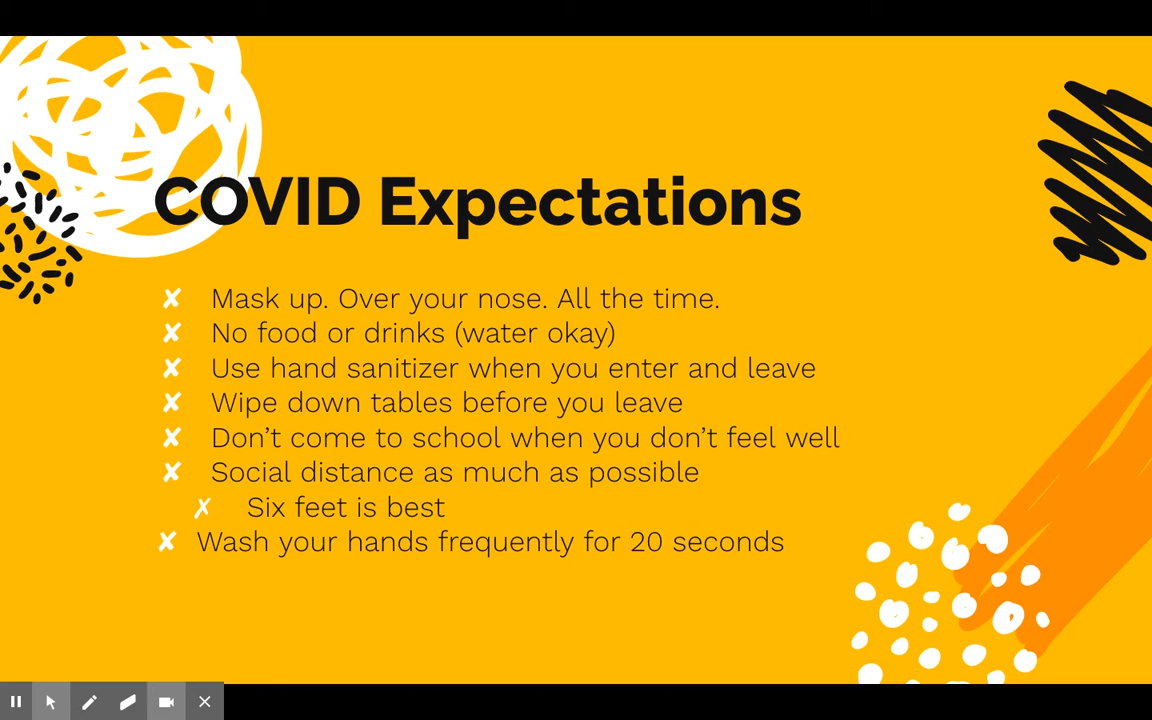 COVID Expectations
✘ Mask up. Over your nose. All the time.
✘ No food or drinks (water okay)
✘ Use hand sanitizer when you enter and leave
✘ Wipe down tables before you leave
✘ Don’t come to school when you don’t feel well
✘ Social distance as much as possible
✗ Six feet is best
✘ Wash your hands frequently for 20 seconds